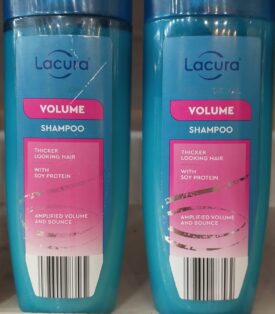 Lacura
VOLUME
SHAMPOO
THICKER
LOOKING HAIR
WITH
SOY PROTEIN
AMPLIFIED VOLUME
AND BOUNCE
Lacura
VOLUME
SHAMPOO
THICKER
LOOKING HAIR
WITH
SOY PROTEIN
AMPLIFIED VOLUME
AND BOUNCE